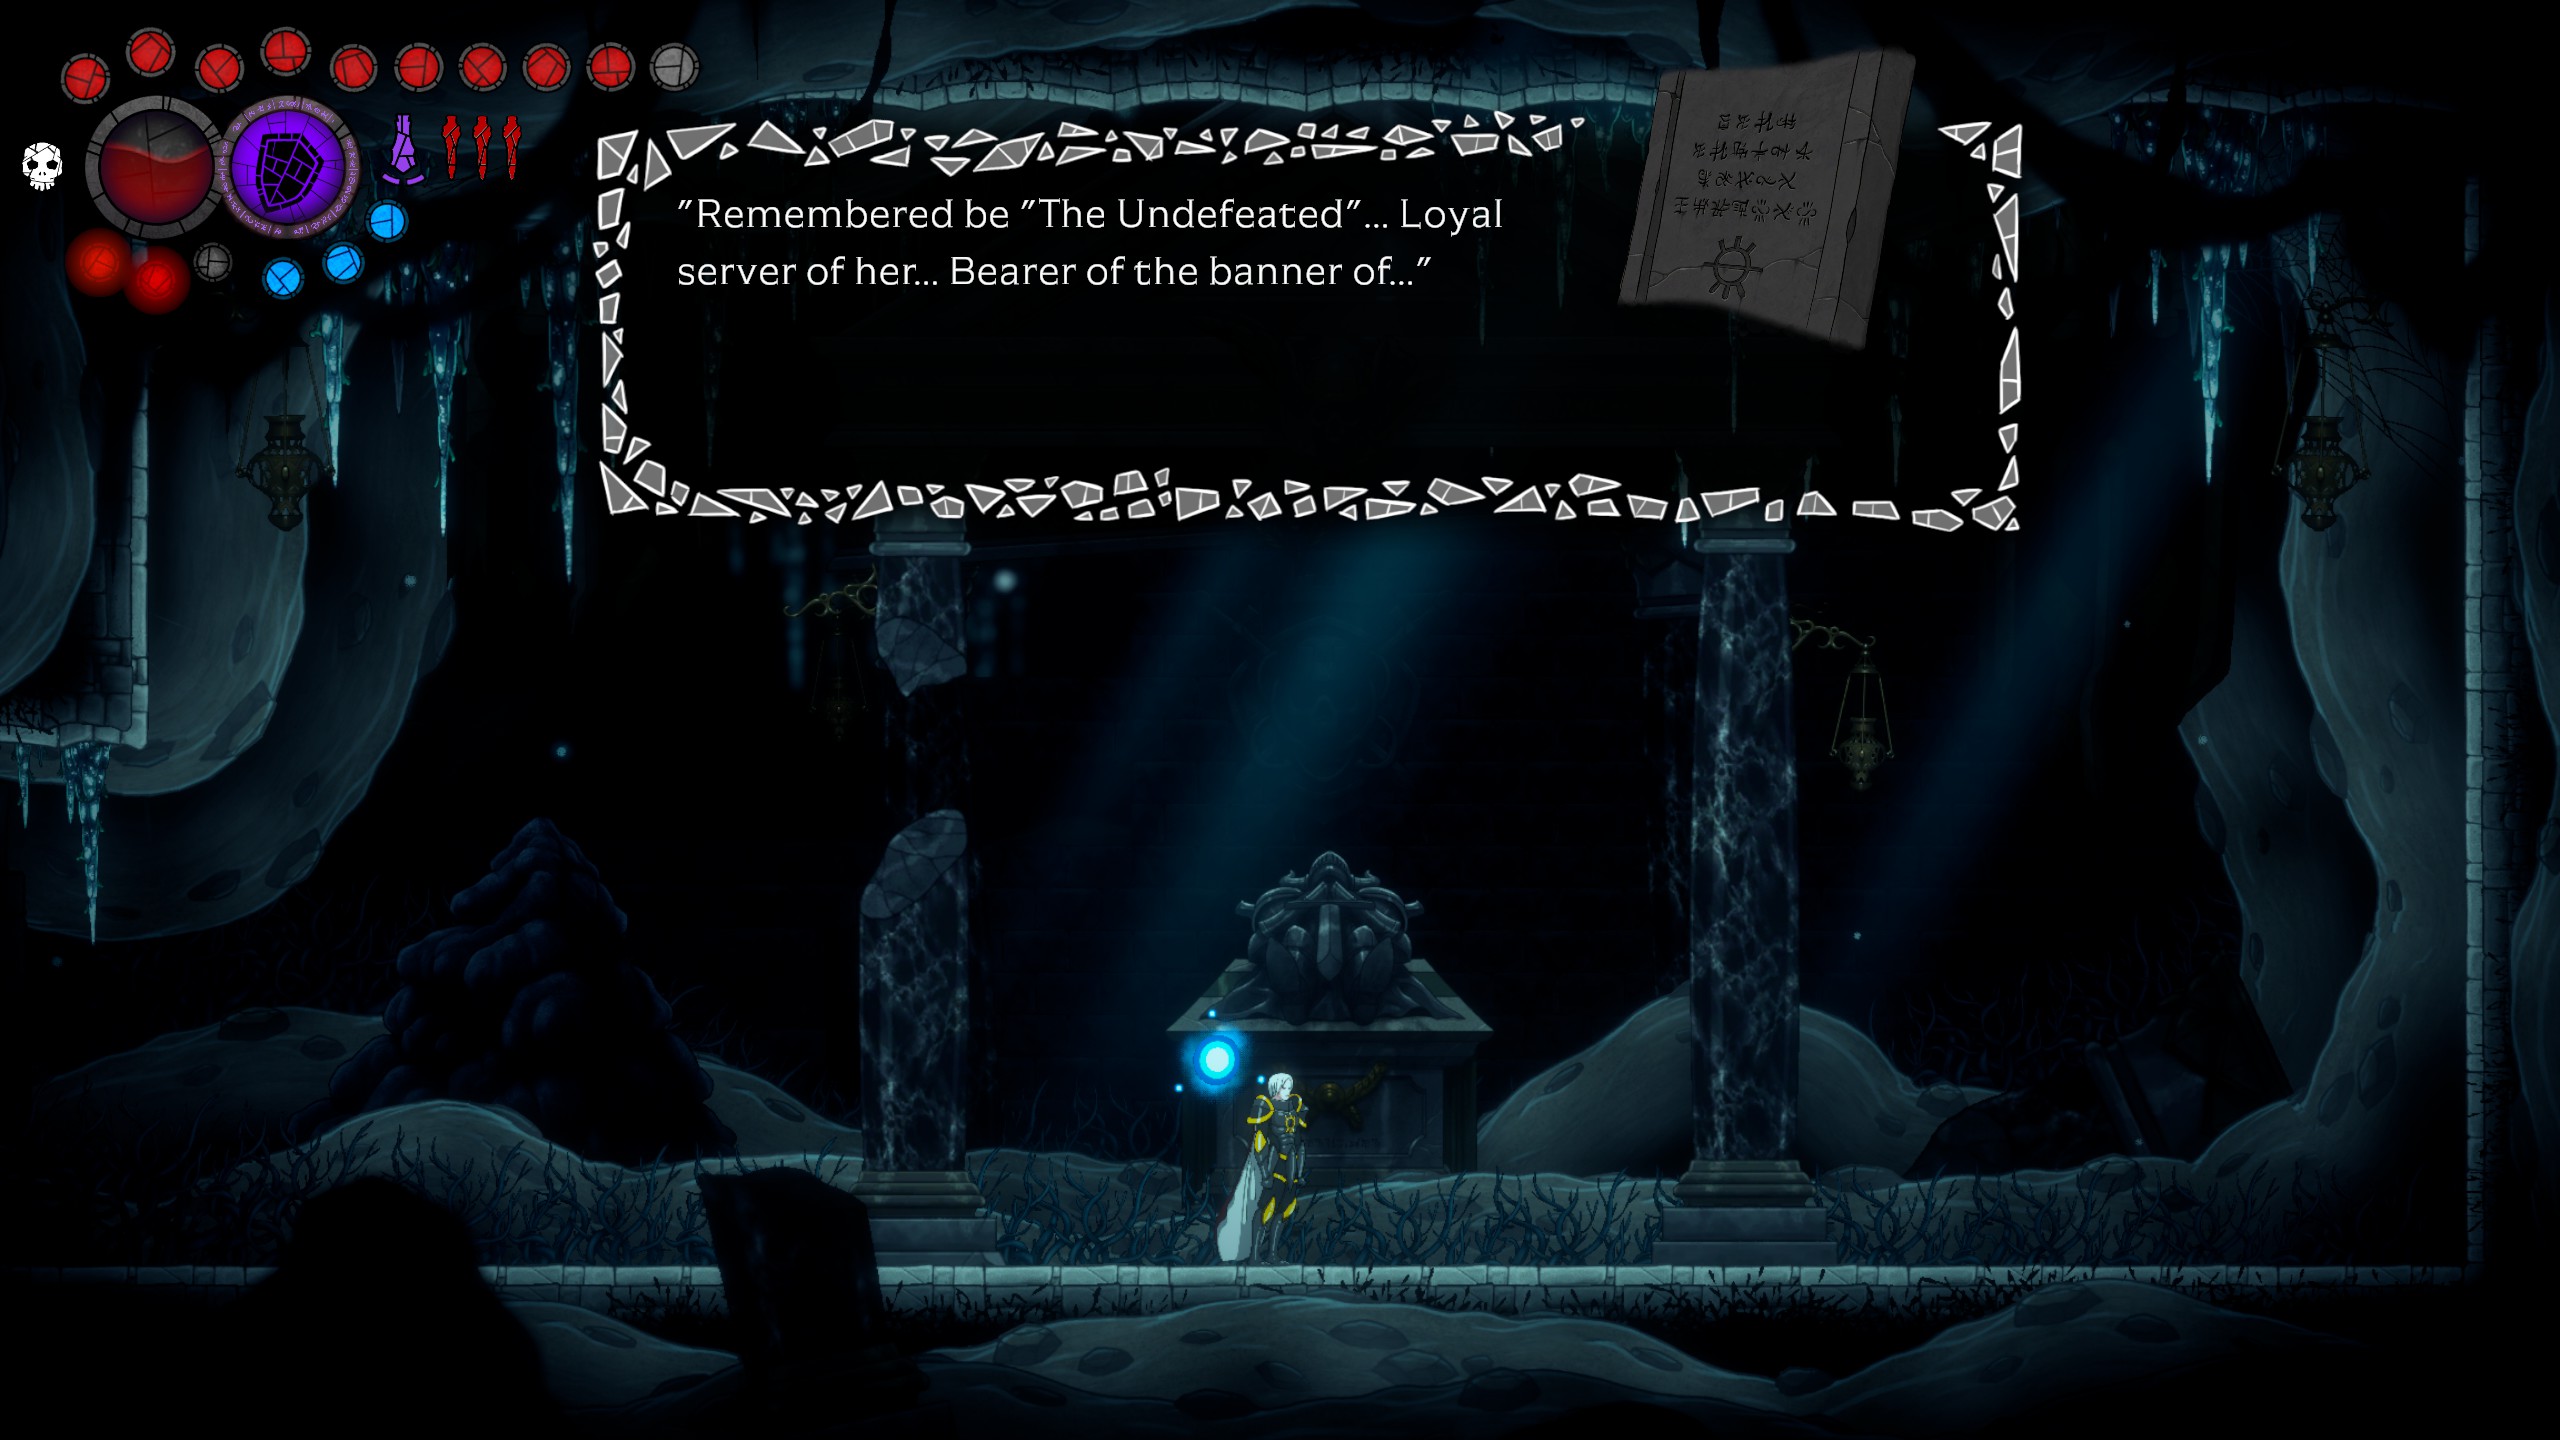 "Remembered be "The Undefeated"... Loyal
server of her... Bearer of the banner of..."